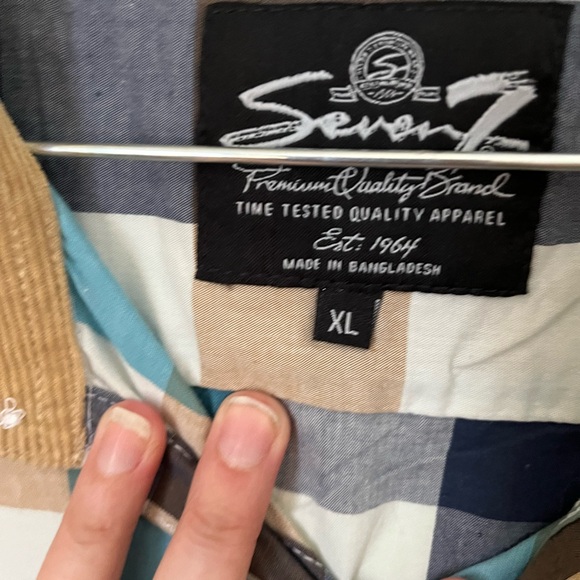 Seven7
Premium Quality Brand
TIME TESTED QUALITY APPAREL
Est: 1964
MADE IN BANGLADESH
XL